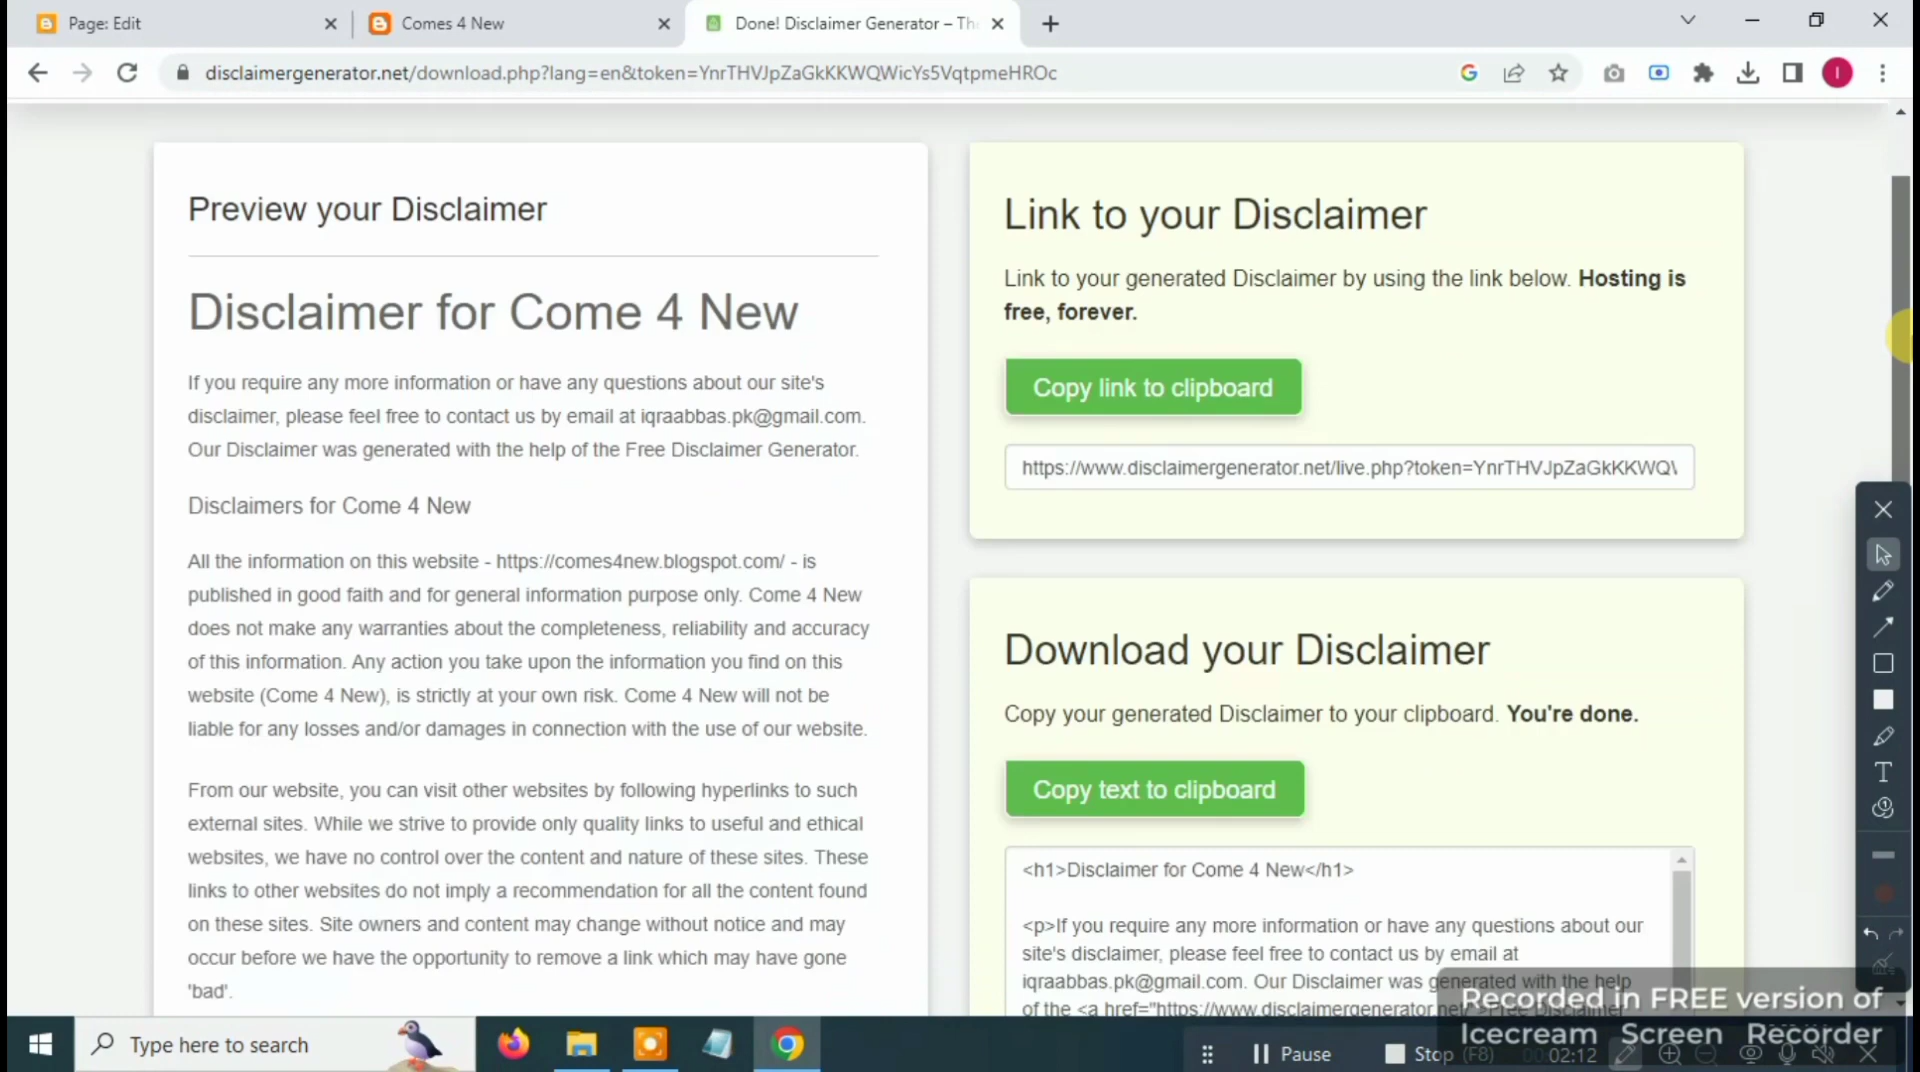 Page: Edit
Comes 4 New
Done! Disclaimer Generator – Th
disclaimergenerator.net/download.php?lang=en&token=YnrTHVJpZaGkKKWQWicYs5VqtpmeHROc
I
Preview your Disclaimer
Disclaimer for Come 4 New
If you require any more information or have any questions about our site's
disclaimer, please feel free to contact us by email at iqraabbas.pk@gmail.com.
Our Disclaimer was generated with the help of the Free Disclaimer Generator.
Disclaimers for Come 4 New
All the information on this website - https://comes4new.blogspot.com/ - is
published in good faith and for general information purpose only. Come 4 New
does not make any warranties about the completeness, reliability and accuracy
of this information. Any action you take upon the information you find on this
website (Come 4 New), is strictly at your own risk. Come 4 New will not be
liable for any losses and/or damages in connection with the use of our website.
From our website, you can visit other websites by following hyperlinks to such
external sites. While we strive to provide only quality links to useful and ethical
websites, we have no control over the content and nature of these sites. These
links to other websites do not imply a recommendation for all the content found
on these sites. Site owners and content may change without notice and may
occur before we have the opportunity to remove a link which may have gone
'bad'.
Link to your Disclaimer
Link to your generated Disclaimer by using the link below. Hosting is
free, forever.
Copy link to clipboard
https://www.disclaimergenerator.net/live.php?token=YnrTHVJpZaGkKKWQ
Download your Disclaimer
Copy your generated Disclaimer to your clipboard. You're done.
Copy text to clipboard
<h1>Disclaimer for Come 4 New</h1>
<p>If you require any more information or have any questions about our
site's disclaimer, please feel free to contact us by email at
iqraabbas.pk@gmail.com. Our Disclaimer was generated with the help
of the <a href="https://www.disclaimergenerator.net/">Free Disclaimer
Recorded in FREE version of
Icecream Screen Recorder
Type here to search
Pause
Stop (F8)
00:02:12